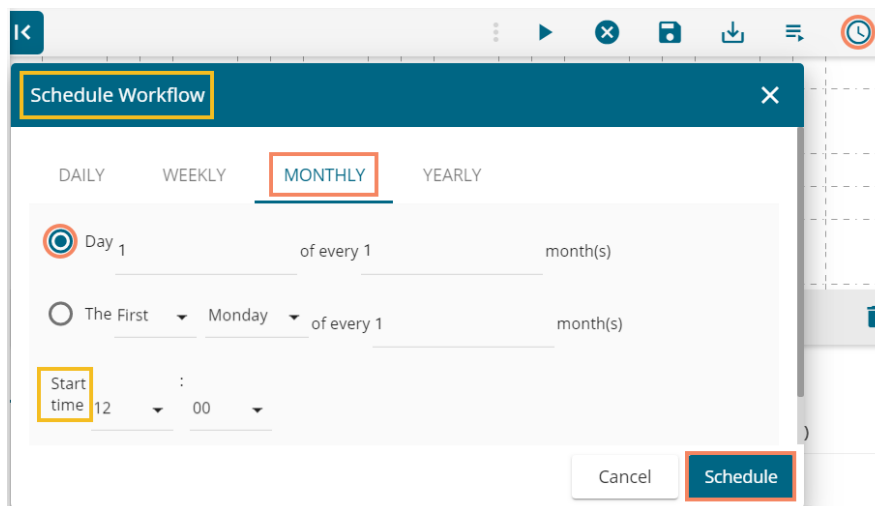 Schedule Workflow
DAILY WEEKLY MONTHLY YEARLY
Day 1 of every 1 month(s)
The First Monday of every 1 month(s)
Start time 12 : 00
)
Cancel Schedule